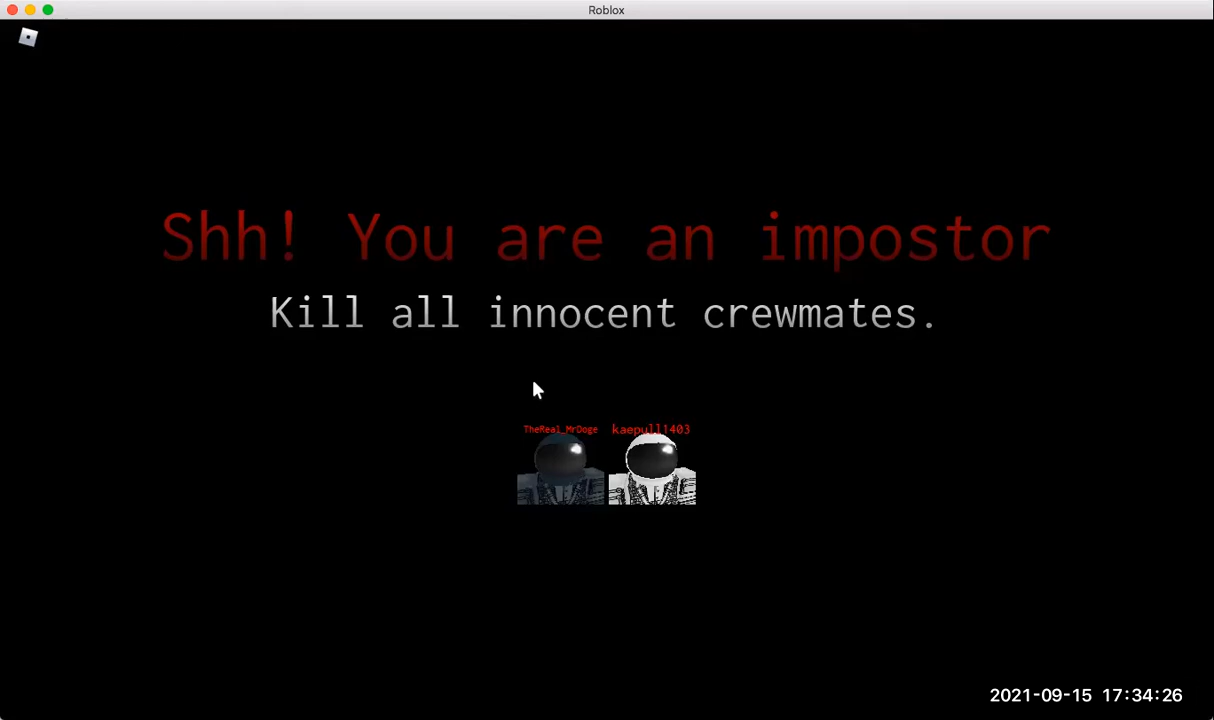 Roblox
Shh! You are an impostor
Kill all innocent crewmates.
TheReal_MrDoge kaepull1403
2021-09-15 17:34:26